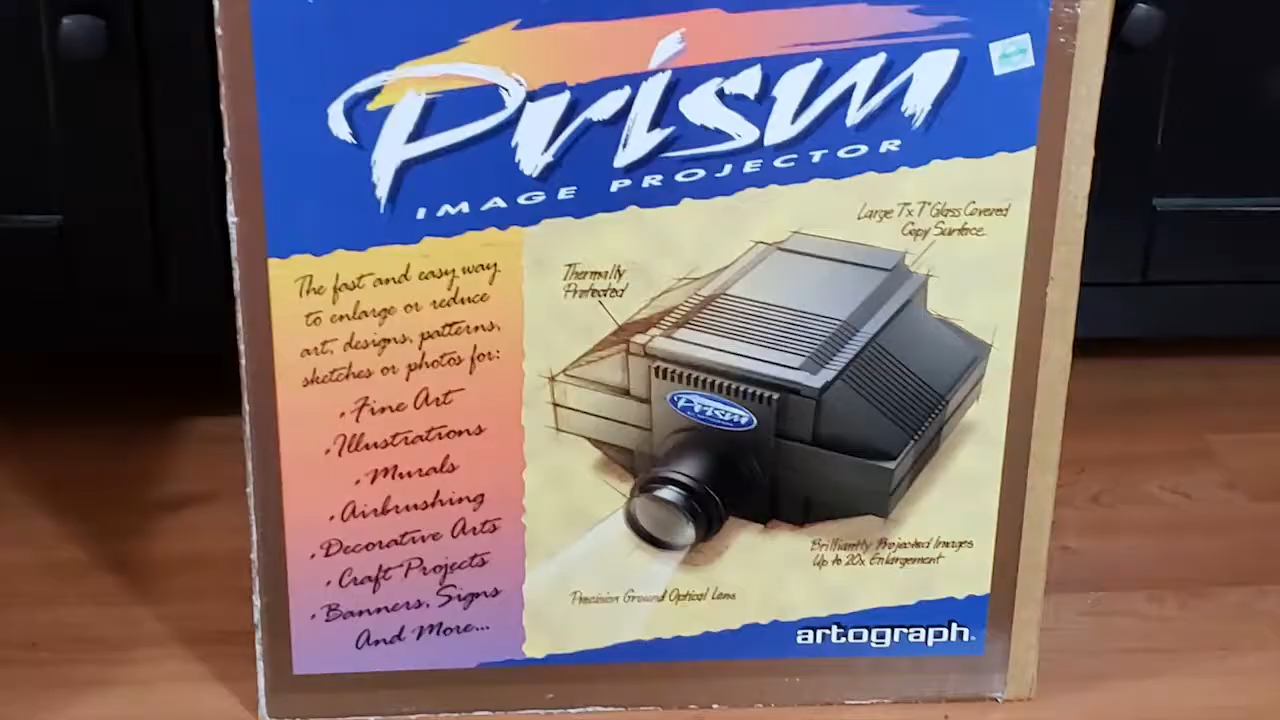 Prism
IMAGE PROJECTOR
Large 7"x 7" Glass Covered
Copy Surface
Thermally
Protected
The fast and easy way
to enlarge or reduce
art, designs, patterns,
sketches or photos for:
• Fine Art
• Illustrations
• Murals
• Airbrushing
• Decorative Arts
• Craft Projects
• Banners, Signs
And More...
Prism
Brilliantly Projected Images
Up to 20x Enlargement
Precision Ground Optical Lens
artograph.